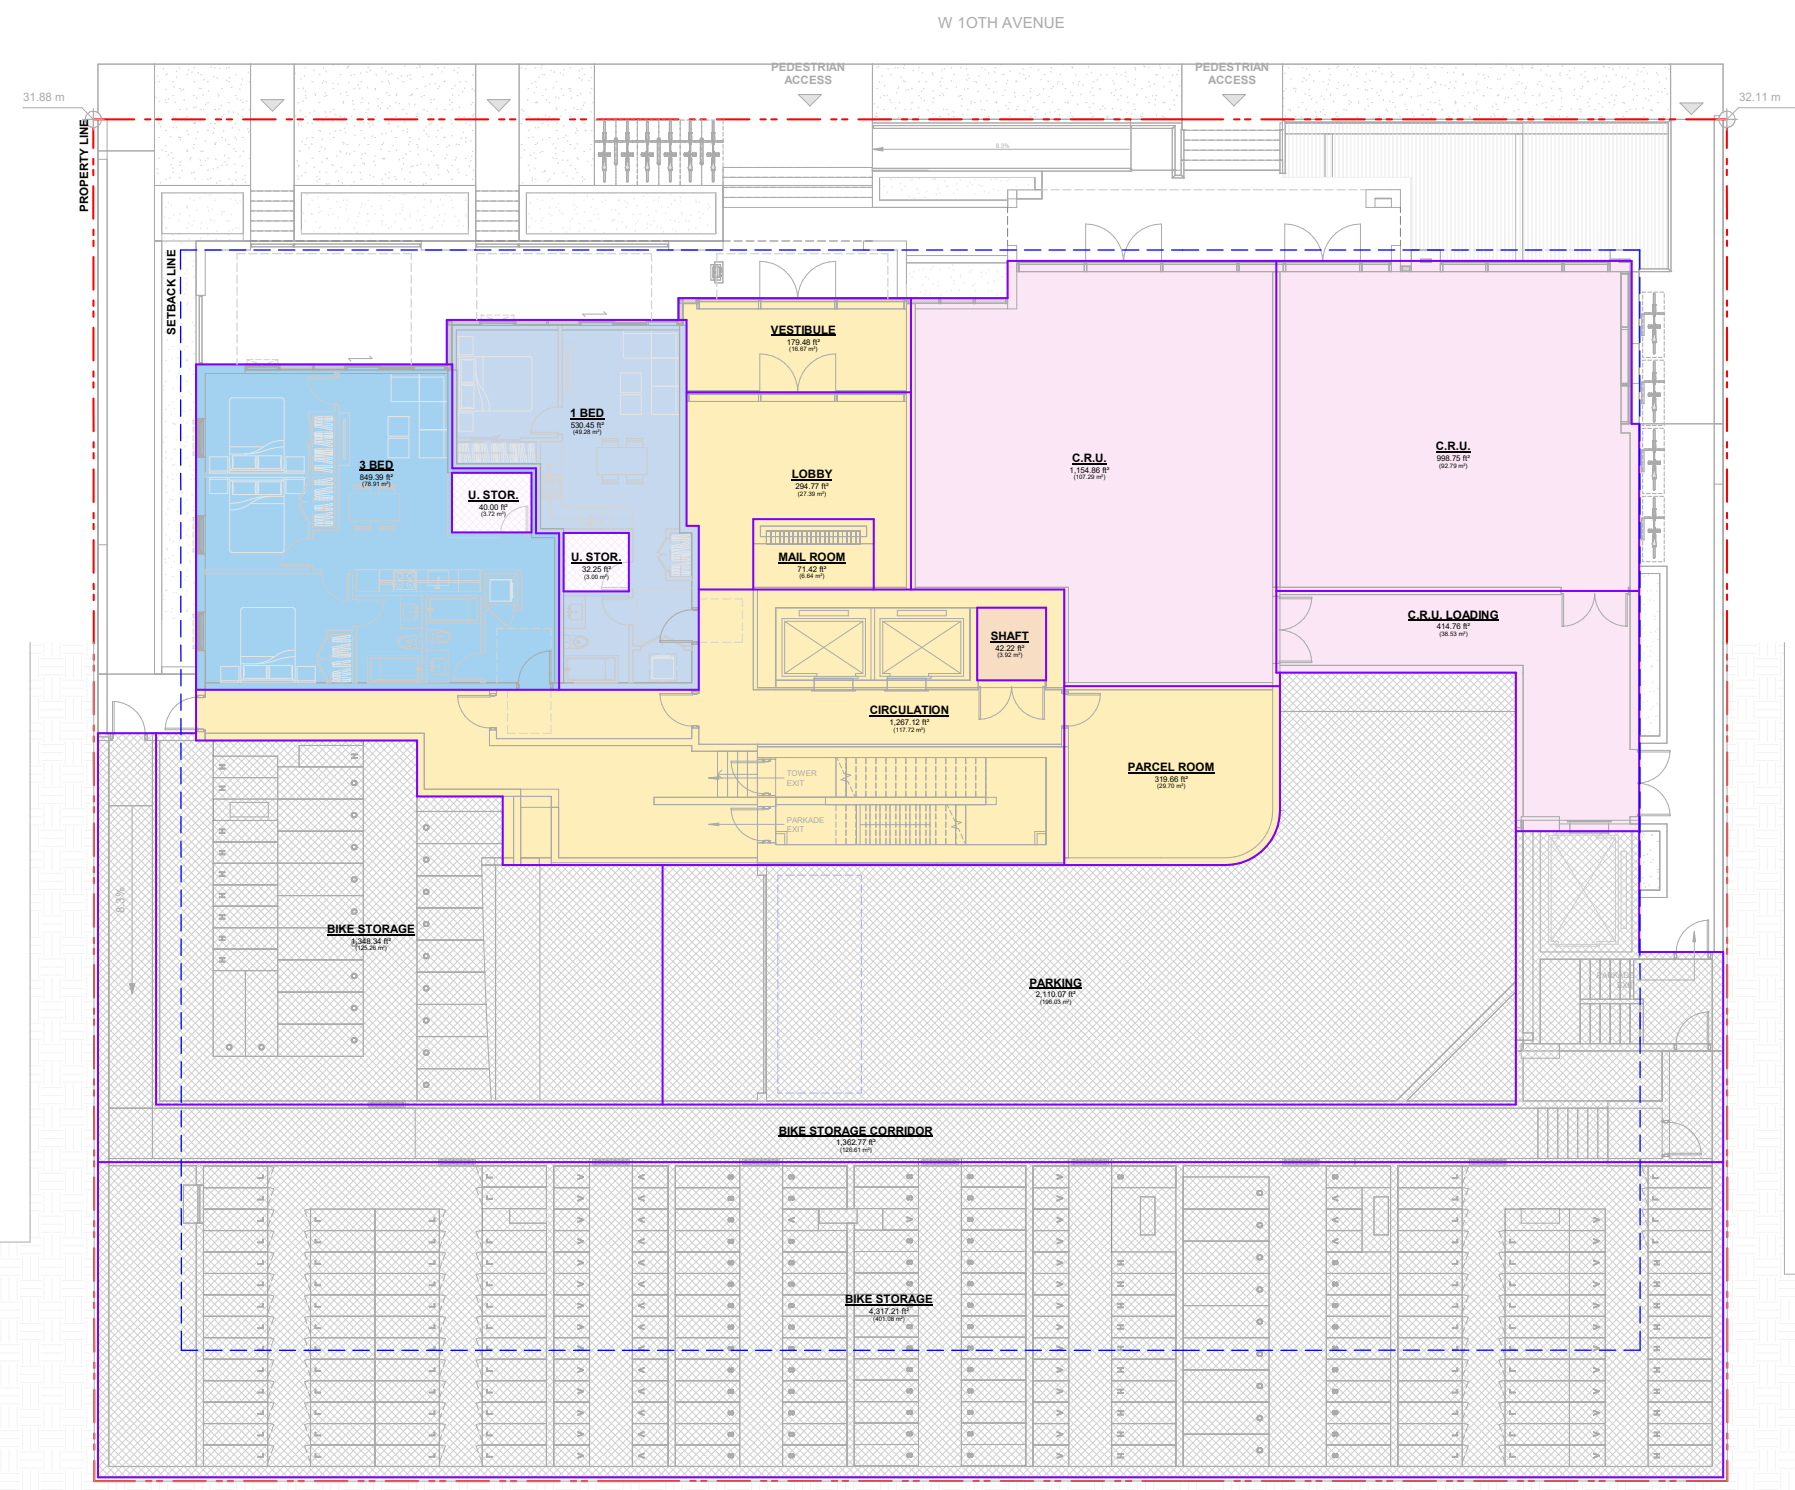 W 1OTH AVENUE
PEDESTRIAN
ACCESS
PEDESTRIAN
ACCESS
31.88 m
32.11 m
PROPERTY LINE
8.3%
SETBACK LINE
VESTIBULE
179.48 ft²
(16.67 m²)
1 BED
530.45 ft²
(49.28 m²)
3 BED
849.39 ft²
(78.91 m²)
LOBBY
294.77 ft²
(27.39 m²)
C.R.U.
1,154.86 ft²
(107.29 m²)
C.R.U.
998.75 ft²
(92.79 m²)
U. STOR.
40.00 ft²
(3.72 m²)
U. STOR.
32.25 ft²
(3.00 m²)
MAIL ROOM
71.42 ft²
(6.64 m²)
SHAFT
42.22 ft²
(3.92 m²)
C.R.U. LOADING
414.76 ft²
(38.53 m²)
CIRCULATION
1,267.12 ft²
(117.72 m²)
TOWER
EXIT
PARKADE
EXIT
PARCEL ROOM
319.66 ft²
(29.70 m²)
8.3%
BIKE STORAGE
1,348.34 ft²
(125.26 m²)
PARKING
2,110.07 ft²
(196.03 m²)
PARKADE
EXIT
BIKE STORAGE CORRIDOR
1,362.77 ft²
(126.61 m²)
BIKE STORAGE
4,317.21 ft²
(401.08 m²)